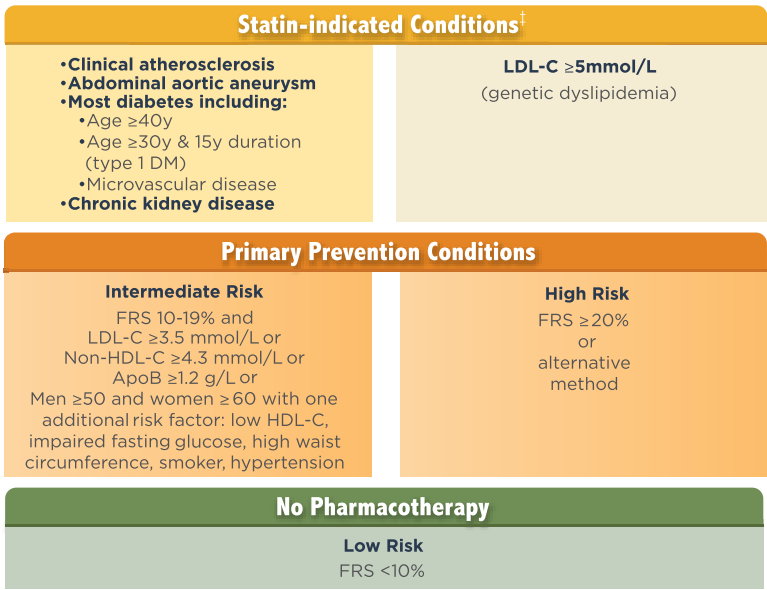 Statin-indicated Conditions‡
•Clinical atherosclerosis
•Abdominal aortic aneurysm
•Most diabetes including:
•Age ≥40y
•Age ≥30y & 15y duration
(type 1 DM)
•Microvascular disease
•Chronic kidney disease
LDL-C ≥5mmol/L
(genetic dyslipidemia)
Primary Prevention Conditions
Intermediate Risk
FRS 10-19% and
LDL-C ≥3.5 mmol/L or
Non-HDL-C ≥4.3 mmol/L or
ApoB ≥1.2 g/L or
Men ≥50 and women ≥60 with one
additional risk factor: low HDL-C,
impaired fasting glucose, high waist
circumference, smoker, hypertension
High Risk
FRS ≥20%
or
alternative
method
No Pharmacotherapy
Low Risk
FRS <10%